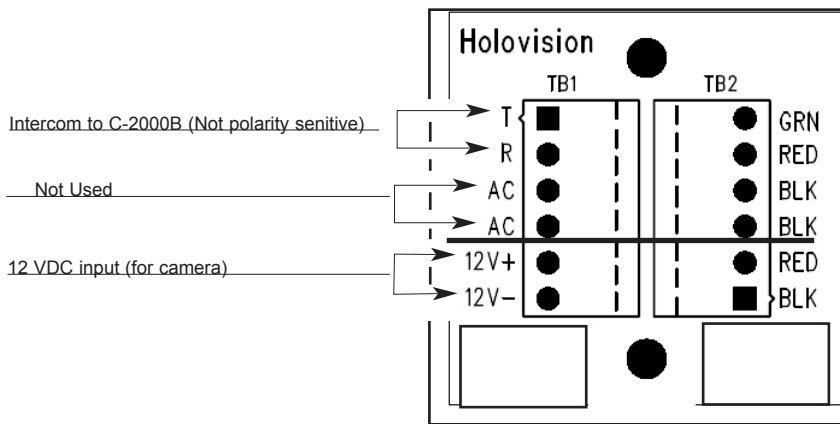 Holovision
TB1 TB2
T GRN
Intercom to C-2000B (Not polarity senitive)
R RED
AC BLK
Not Used
AC BLK
12V+ RED
12 VDC input (for camera)
12V- BLK